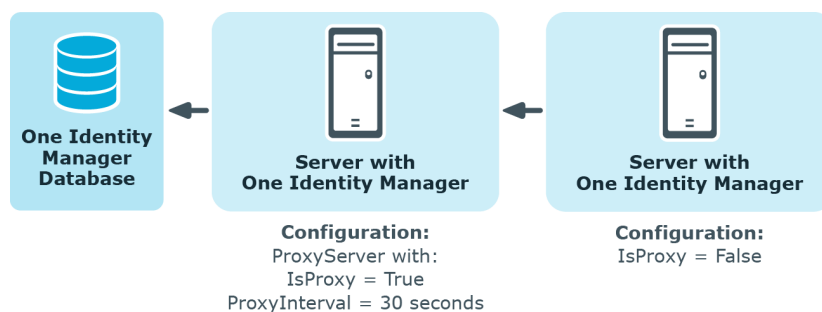 One Identity
Manager
Database
Server with
One Identity Manager
Configuration:
ProxyServer with:
IsProxy = True
ProxyInterval = 30 seconds
Server with
One Identity Manager
Configuration:
IsProxy = False